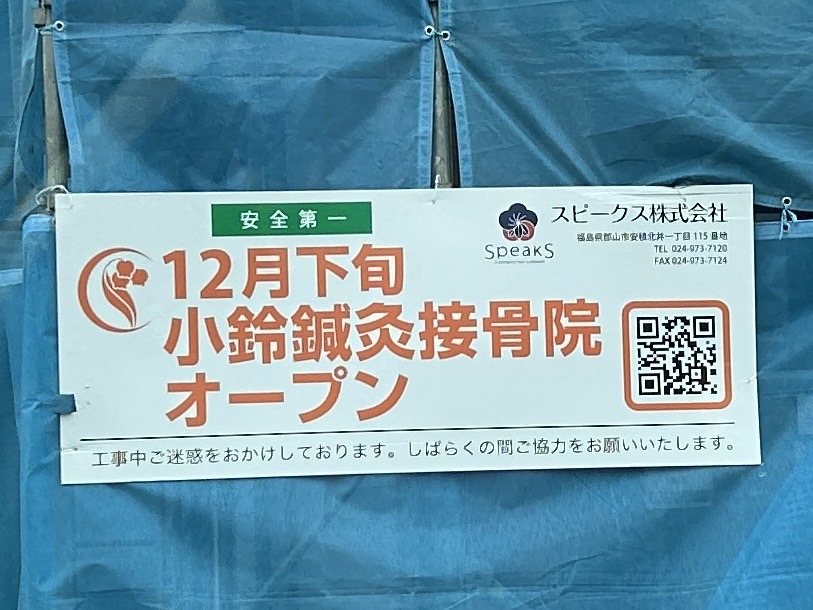 安全第一
12月下旬
小鈴鍼灸接骨院
オープン
SpeakS
スピークス株式会社
福島県郡山市安積北井一丁目115番地
TEL 024-973-7120
FAX 024-973-7124
工事中ご迷惑をおかけしております。しばらくの間ご協力をお願いいたします。